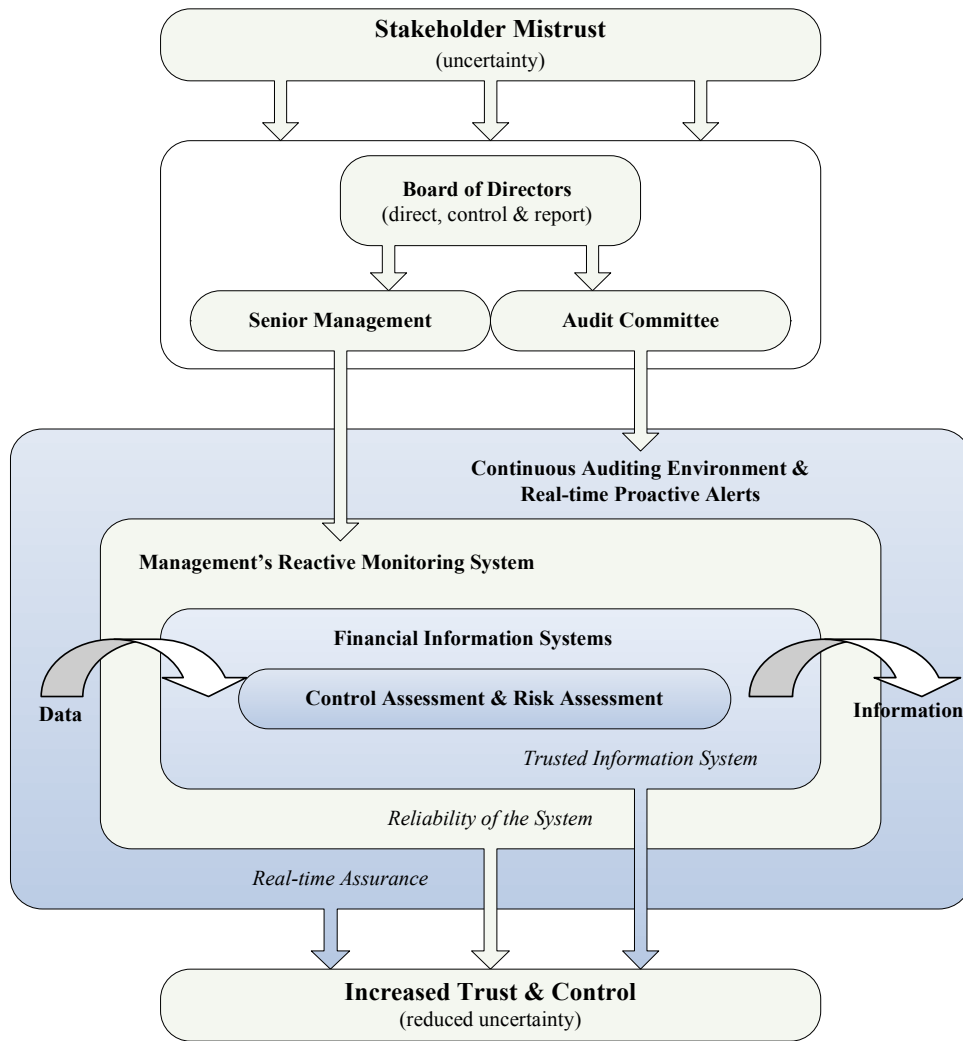 Stakeholder Mistrust
(uncertainty)
Board of Directors
(direct, control & report)
Senior Management
Audit Committee
Continuous Auditing Environment &
Real-time Proactive Alerts
Management’s Reactive Monitoring System
Financial Information Systems
Control Assessment & Risk Assessment
Data
Information
Trusted Information System
Reliability of the System
Real-time Assurance
Increased Trust & Control
(reduced uncertainty)